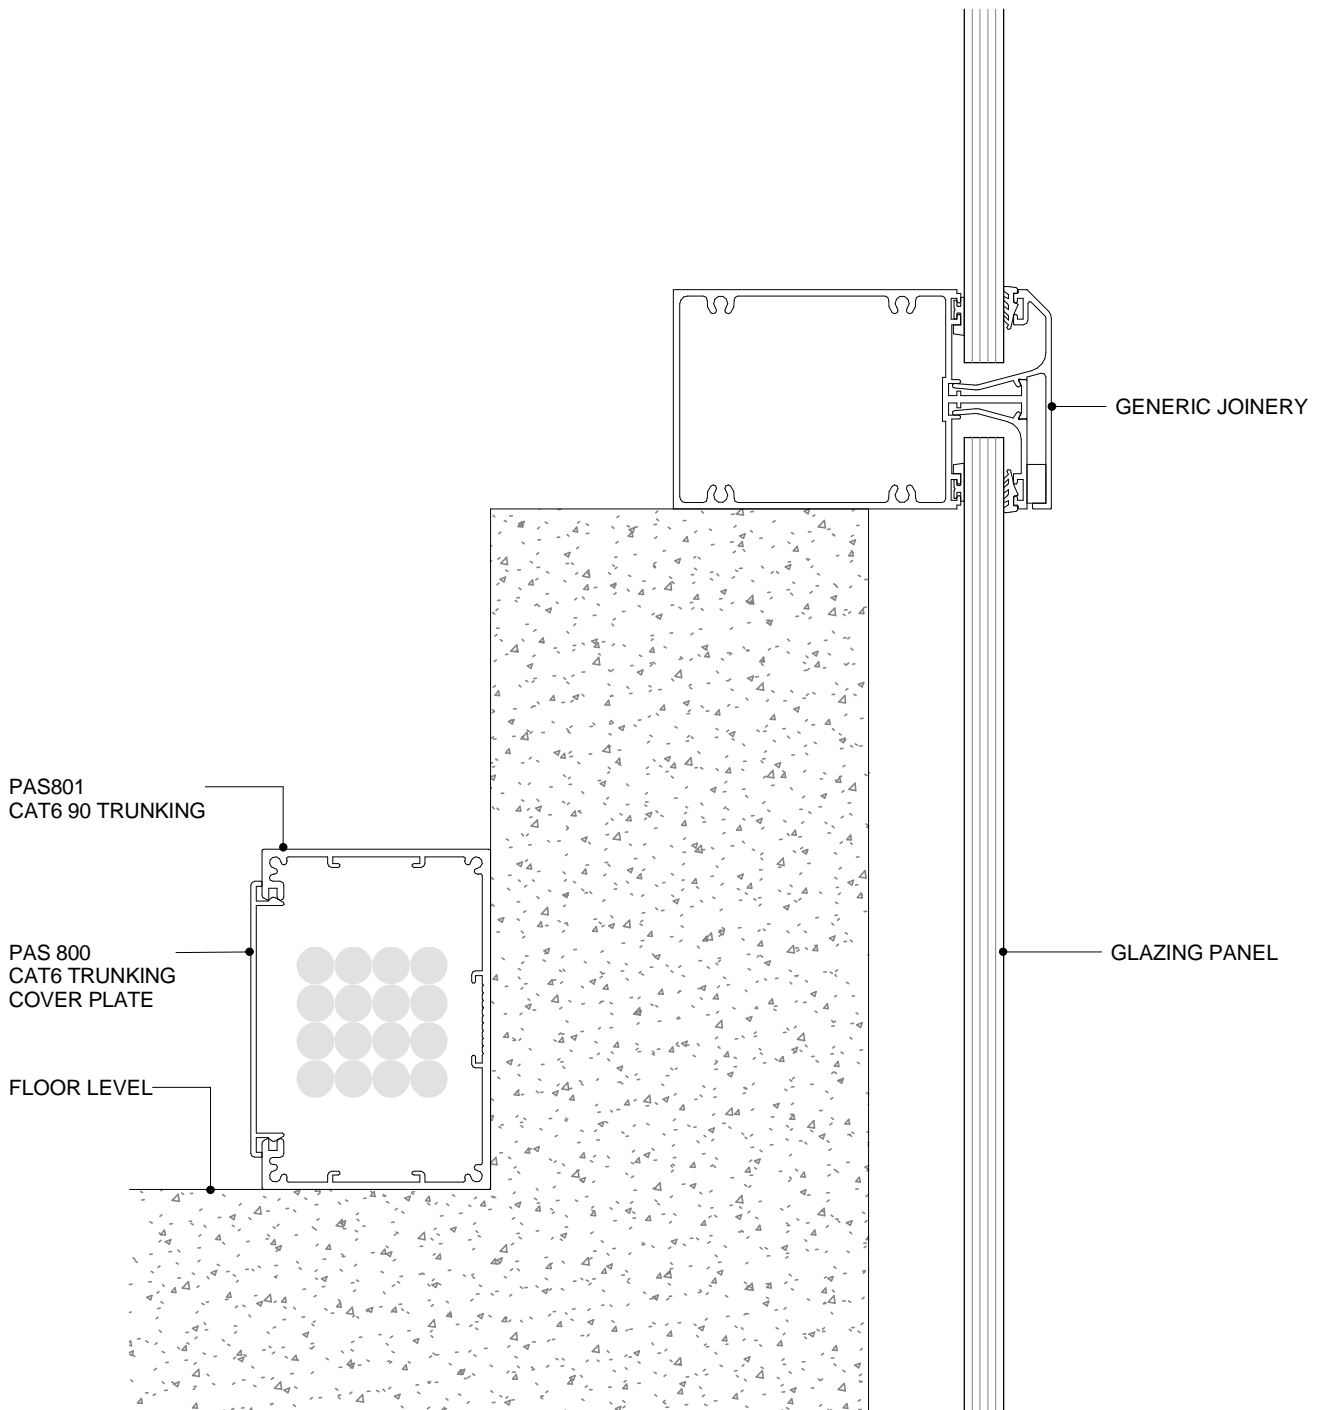 GENERIC JOINERY
PAS801
CAT6 90 TRUNKING
PAS 800
CAT6 TRUNKING
COVER PLATE
GLAZING PANEL
FLOOR LEVEL